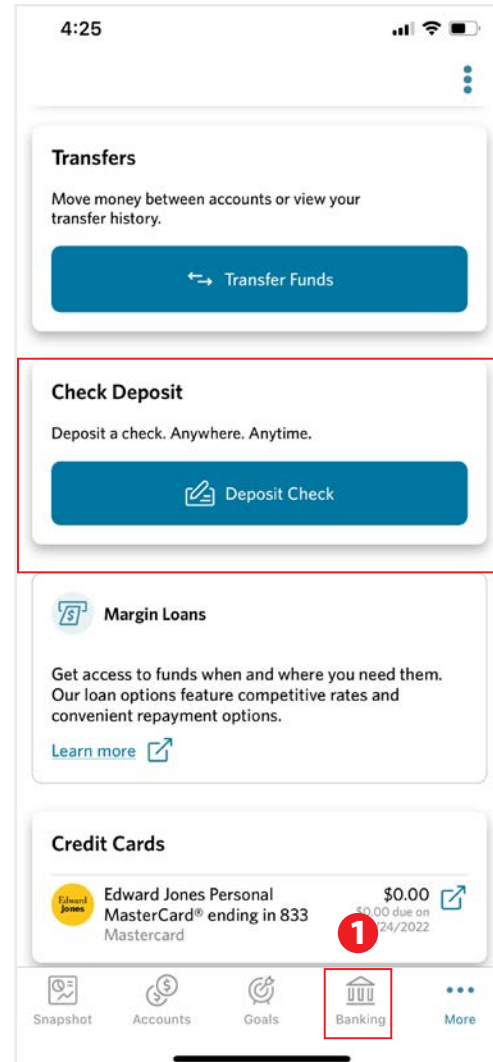 4:25
Transfers
Move money between accounts or view your
transfer history.
Transfer Funds
Check Deposit
Deposit a check. Anywhere. Anytime.
Deposit Check
Margin Loans
Get access to funds when and where you need them.
Our loan options feature competitive rates and
convenient repayment options.
Learn more
Credit Cards
Edward
Jones
Edward Jones Personal
MasterCard® ending in 833
Mastercard
$0.00
$0.00 due on
24/2022
1
Snapshot
Accounts
Goals
Banking
More